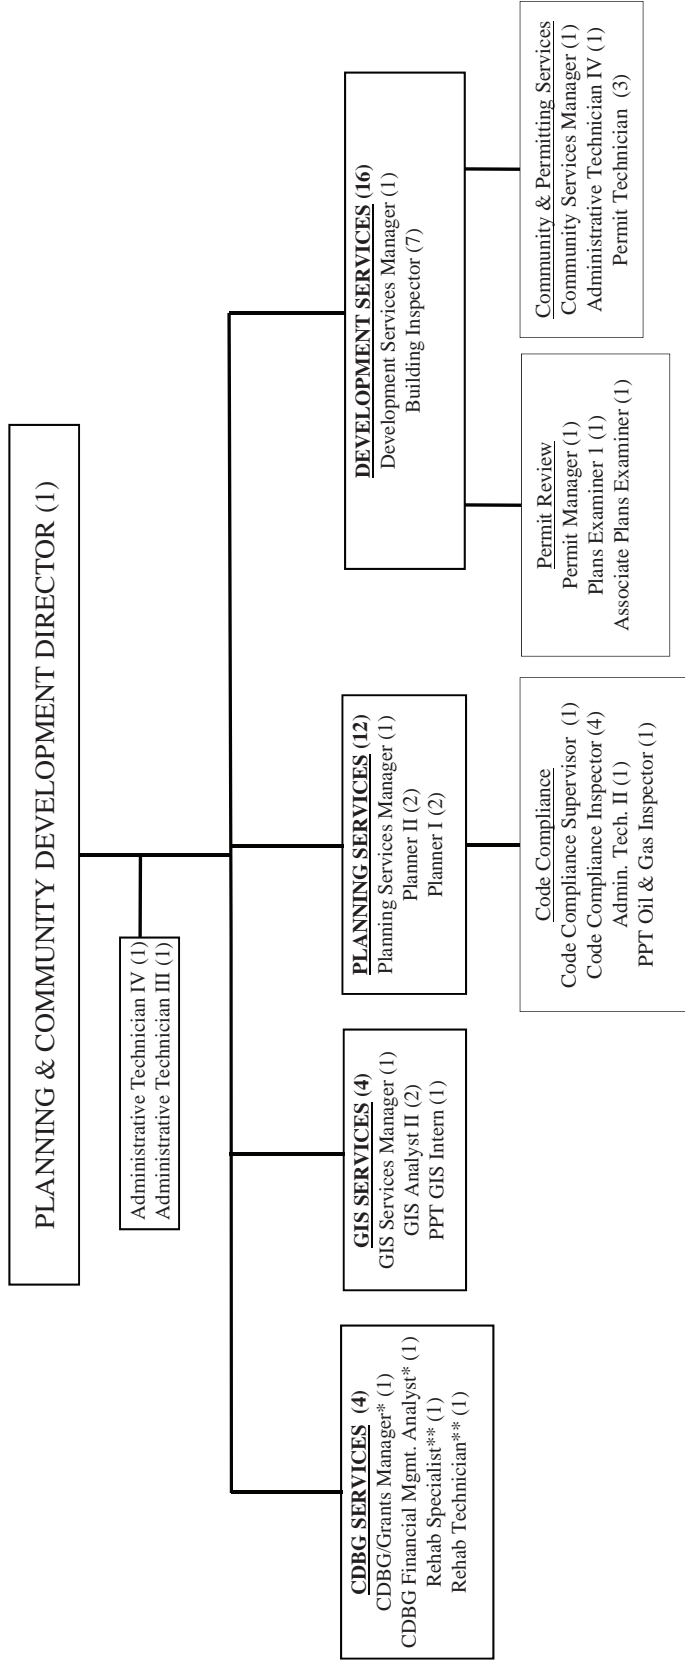 PLANNING & COMMUNITY DEVELOPMENT DIRECTOR (1)
Administrative Technician IV (1)
Administrative Technician III (1)
CDBG SERVICES (4)
CDBG/Grants Manager* (1)
CDBG Financial Mgmt. Analyst* (1)
Rehab Specialist** (1)
Rehab Technician** (1)
GIS SERVICES (4)
GIS Services Manager (1)
GIS Analyst II (2)
PPT GIS Intern (1)
PLANNING SERVICES (12)
Planning Services Manager (1)
Planner II (2)
Planner I (2)
DEVELOPMENT SERVICES (16)
Development Services Manager (1)
Building Inspector (7)
Code Compliance
Code Compliance Supervisor (1)
Code Compliance Inspector (4)
Admin. Tech. II (1)
PPT Oil & Gas Inspector (1)
Permit Review
Permit Manager (1)
Plans Examiner 1 (1)
Associate Plans Examiner (1)
Community & Permitting Services
Community Services Manager (1)
Administrative Technician IV (1)
Permit Technician (3)